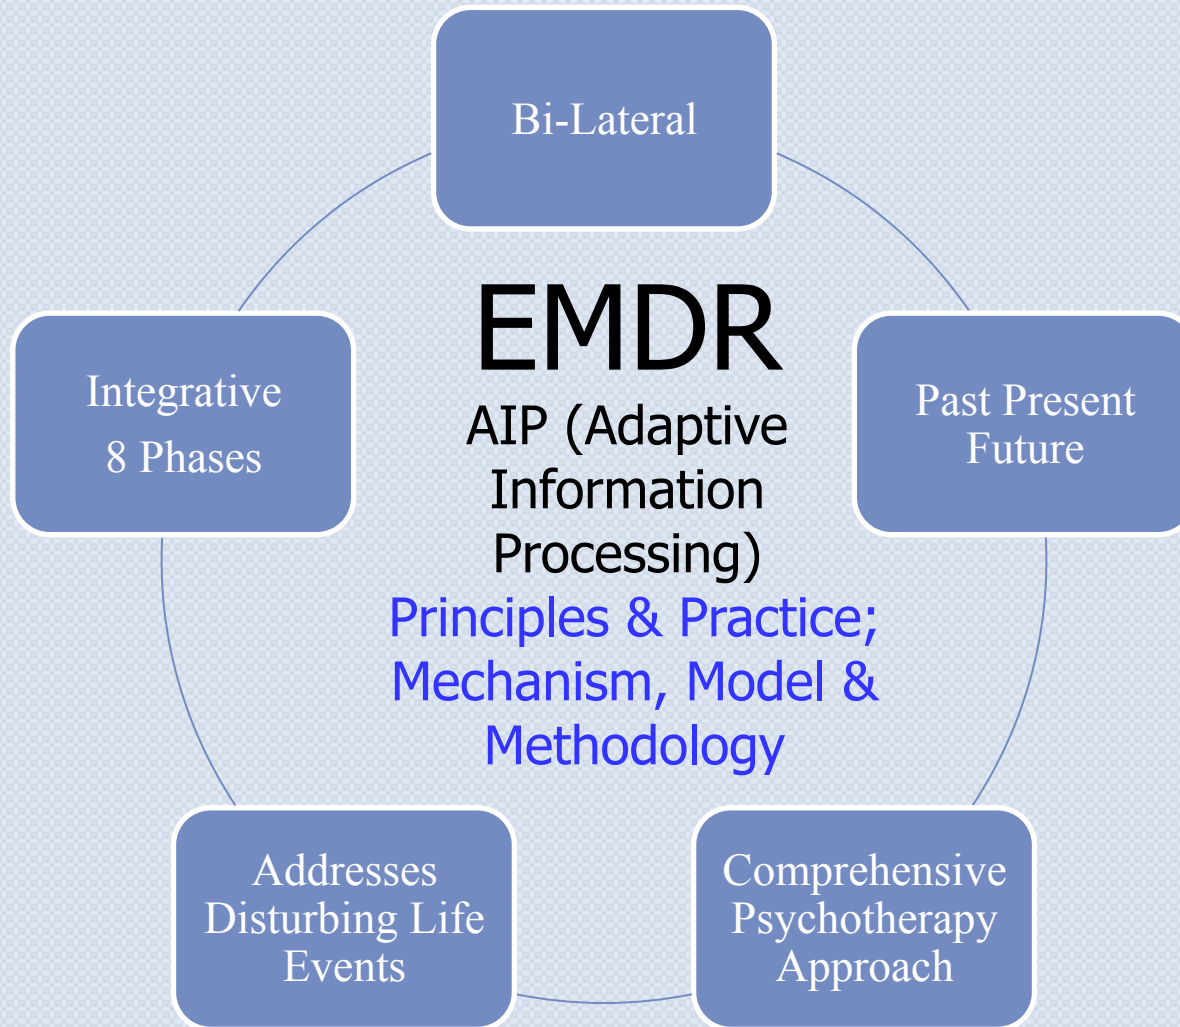 Bi-Lateral
EMDR
AIP (Adaptive
Information
Processing)
Principles & Practice;
Mechanism, Model &
Methodology
Past Present
Future
Comprehensive
Psychotherapy
Approach
Addresses
Disturbing Life
Events
Integrative
8 Phases